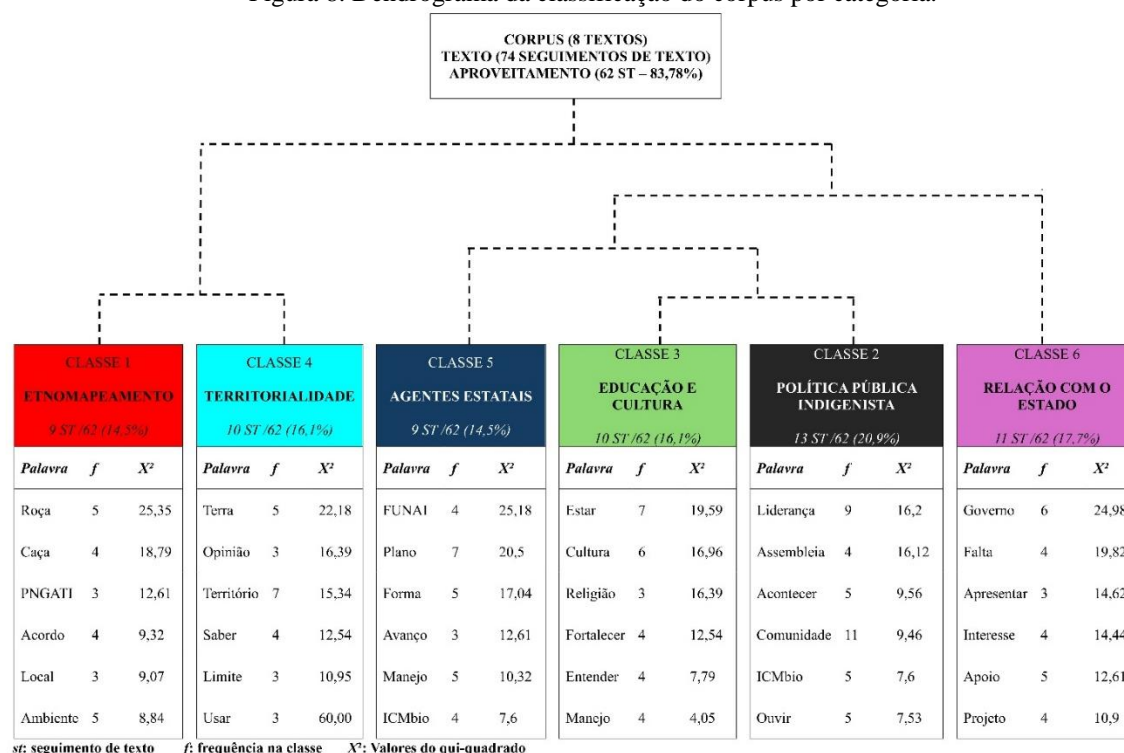 Figura 6: Dendrograma da classificação do corpus por categoria.
CORPUS (8 TEXTOS)
TEXTO (74 SEGUIMENTOS DE TEXTO)
APROVEITAMENTO (62 ST – 83,78%)
CLASSE 1
ETNOMAPEAMENTO
9 ST /62 (14,5%)
Palavra f X²
Roça 5 25,35
Caça 4 18,79
PNGATI 3 12,61
Acordo 4 9,32
Local 3 9,07
Ambiente 5 8,84
CLASSE 4
TERRITORIALIDADE
10 ST /62 (16,1%)
Palavra f X²
Terra 5 22,18
Opinião 3 16,39
Território 7 15,34
Saber 4 12,54
Limite 3 10,95
Usar 3 60,00
CLASSE 5
AGENTES ESTATAIS
9 ST /62 (14,5%)
Palavra f X²
FUNAI 4 25,18
Plano 7 20,5
Forma 5 17,04
Avanço 3 12,61
Manejo 5 10,32
ICMbio 4 7,6
CLASSE 3
EDUCAÇÃO E
CULTURA
10 ST /62 (16,1%)
Palavra f X²
Estar 7 19,59
Cultura 6 16,96
Religião 3 16,39
Fortalecer 4 12,54
Entender 4 7,79
Manejo 4 4,05
CLASSE 2
POLÍTICA PÚBLICA
INDIGENISTA
13 ST /62 (20,9%)
Palavra f X²
Liderança 9 16,2
Assembleia 4 16,12
Acontecer 5 9,56
Comunidade 11 9,46
ICMbio 5 7,6
Ouvir 5 7,53
CLASSE 6
RELAÇÃO COM O
ESTADO
11 ST /62 (17,7%)
Palavra f X²
Governo 6 24,98
Falta 4 19,82
Apresentar 3 14,62
Interesse 4 14,44
Apoio 5 12,61
Projeto 4 10,9
st: seguimento de texto f: frequência na classe X²: Valores do qui-quadrado